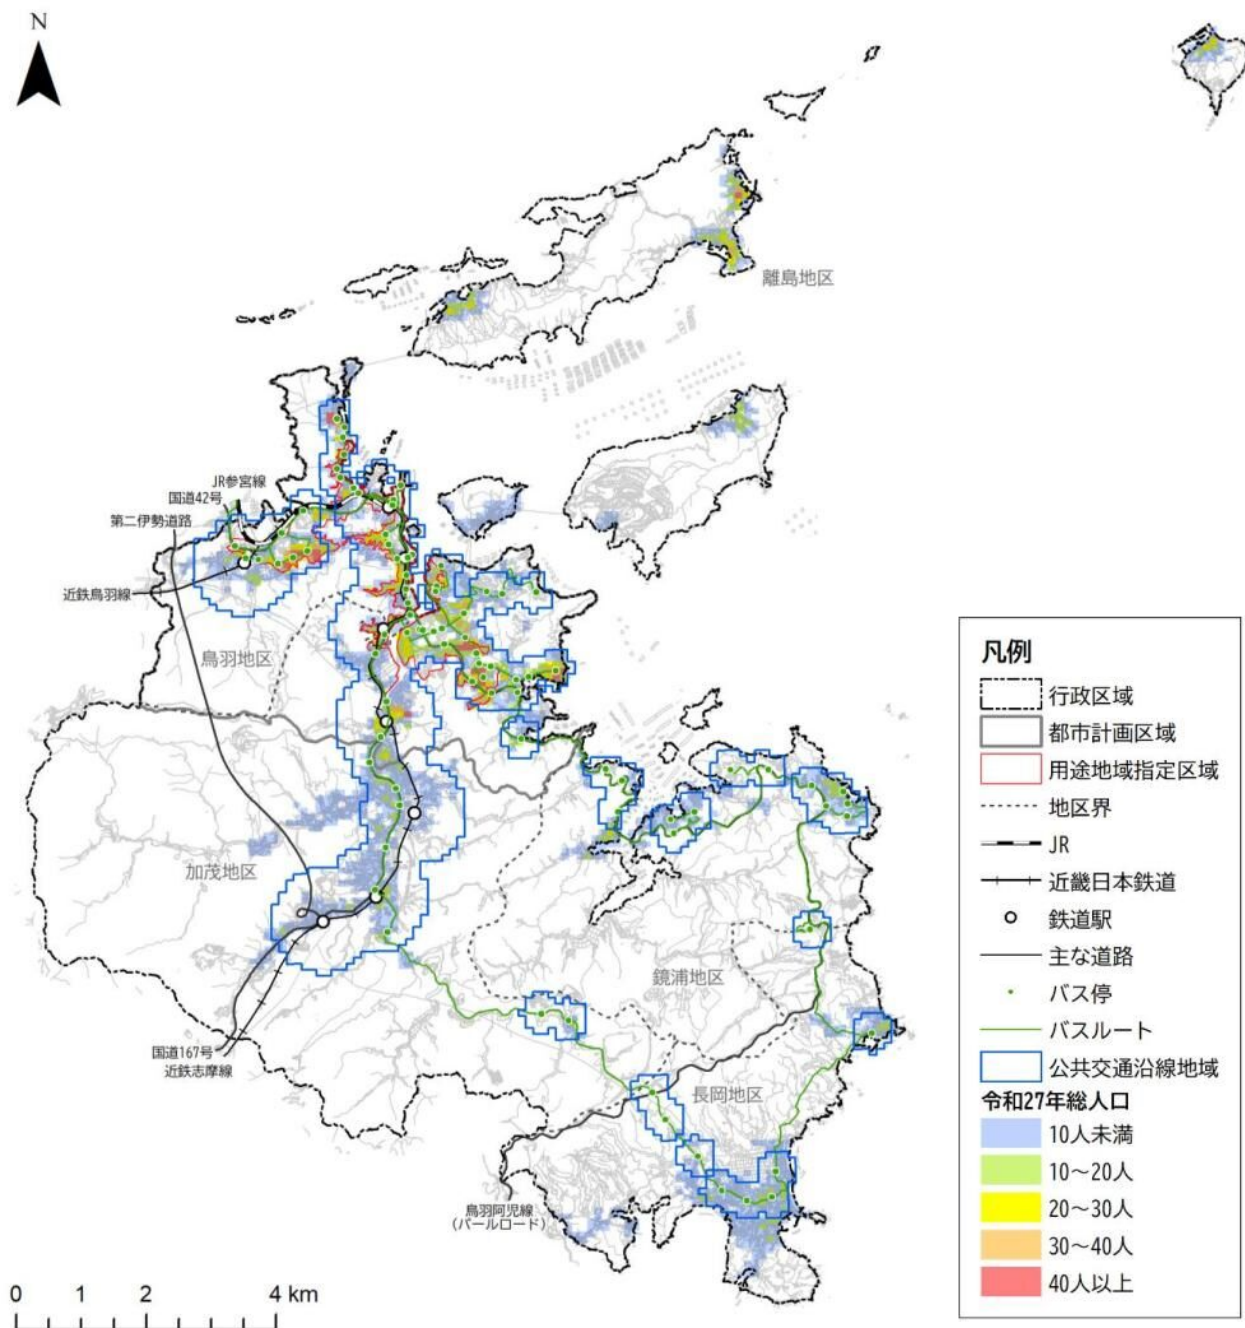 N
離島地区
JR参宮線
国道42号
第二伊勢道路
近鉄鳥羽線
鳥羽地区
加茂地区
鏡浦地区
国道167号
近鉄志摩線
長岡地区
鳥羽阿児線
(パールロード)
0 1 2 4 km
凡例
行政区域
都市計画区域
用途地域指定区域
地区界
JR
近畿日本鉄道
鉄道駅
主な道路
バス停
バスルート
公共交通沿線地域
令和27年総人口
10人未満
10~20人
20~30人
30~40人
40人以上